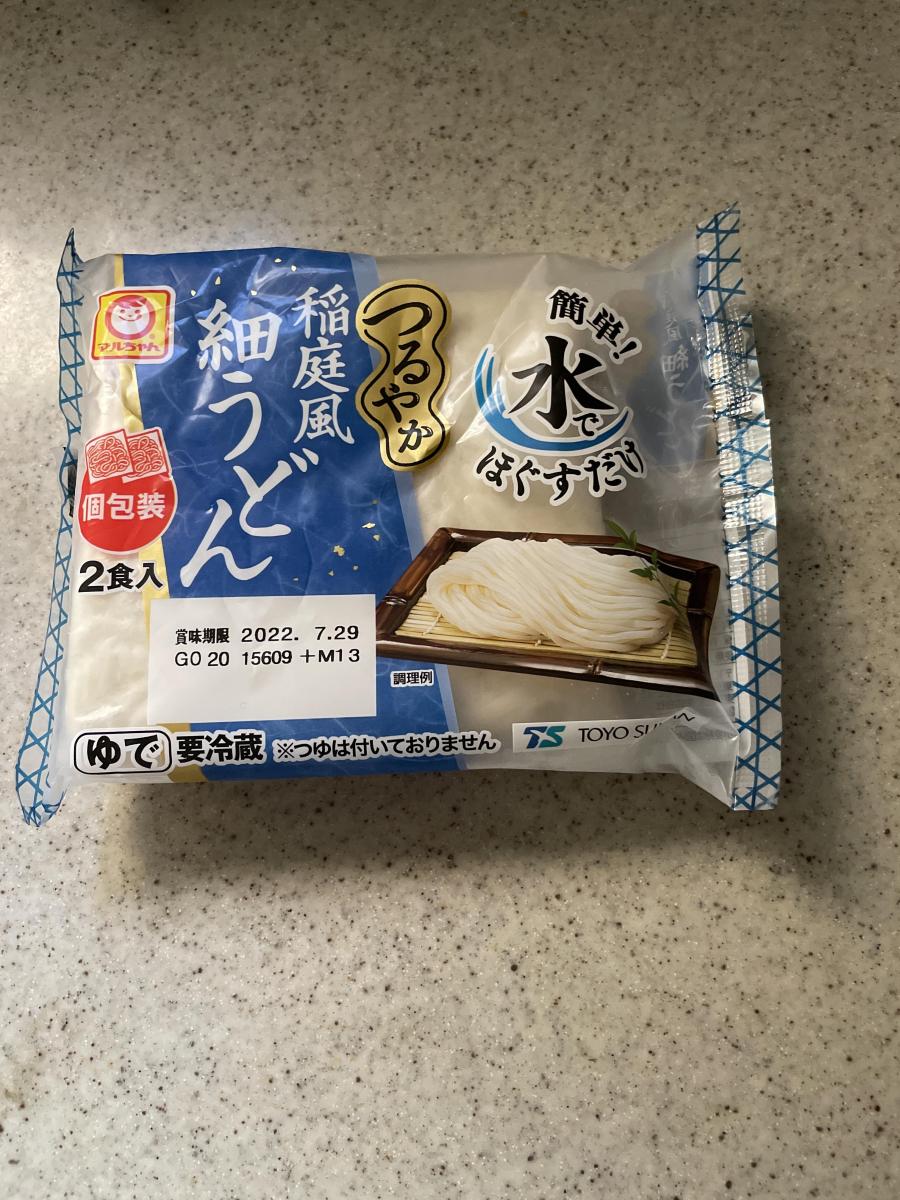 マルちゃん
稲庭風
細うどん
つるやか
簡単!
水で
ほぐすだけ
個包装
2食入
賞味期限 2022. 7.29
G0 20 15609 +M13
調理例
ゆで 要冷蔵 ※つゆは付いておりません
TS TOYO